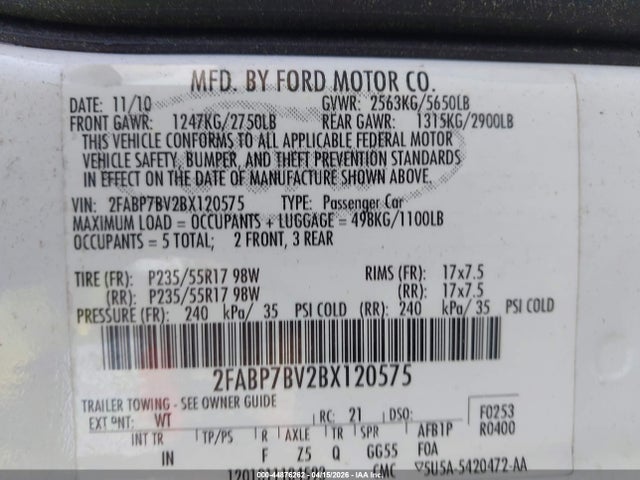 MFD. BY FORD MOTOR CO.
DATE: 11/10 GVWR: 2563KG/5650LB
FRONT GAWR: 1247KG/2750LB REAR GAWR: 1315KG/2900LB
THIS VEHICLE CONFORMS TO ALL APPLICABLE FEDERAL MOTOR
VEHICLE SAFETY, BUMPER, AND THEFT PREVENTION STANDARDS
IN EFFECT ON THE DATE OF MANUFACTURE SHOWN ABOVE.
VIN: 2FABP7BV2BX120575 TYPE: Passenger Car
MAXIMUM LOAD = OCCUPANTS + LUGGAGE = 498KG/1100LB
OCCUPANTS = 5 TOTAL; 2 FRONT, 3 REAR
TIRE (FR): P235/55R17 98W RIMS (FR): 17x7.5
(RR): P235/55R17 98W (RR): 17x7.5
PRESSURE (FR): 240 kPa/ 35 PSI COLD (RR): 240 kPa/ 35 PSI COLD
2FABP7BV2BX120575
TRAILER TOWING - SEE OWNER GUIDE
EXT PNT: WT RC: 21 DSO: F0253
R0400
INT TR TP/PS R AXLE TR SPR AFB1P
IN F Z5 Q GG55 F0A
CMC 5U5A-5420472-AA
000-44876262 04/15/2026 IAAI.COM